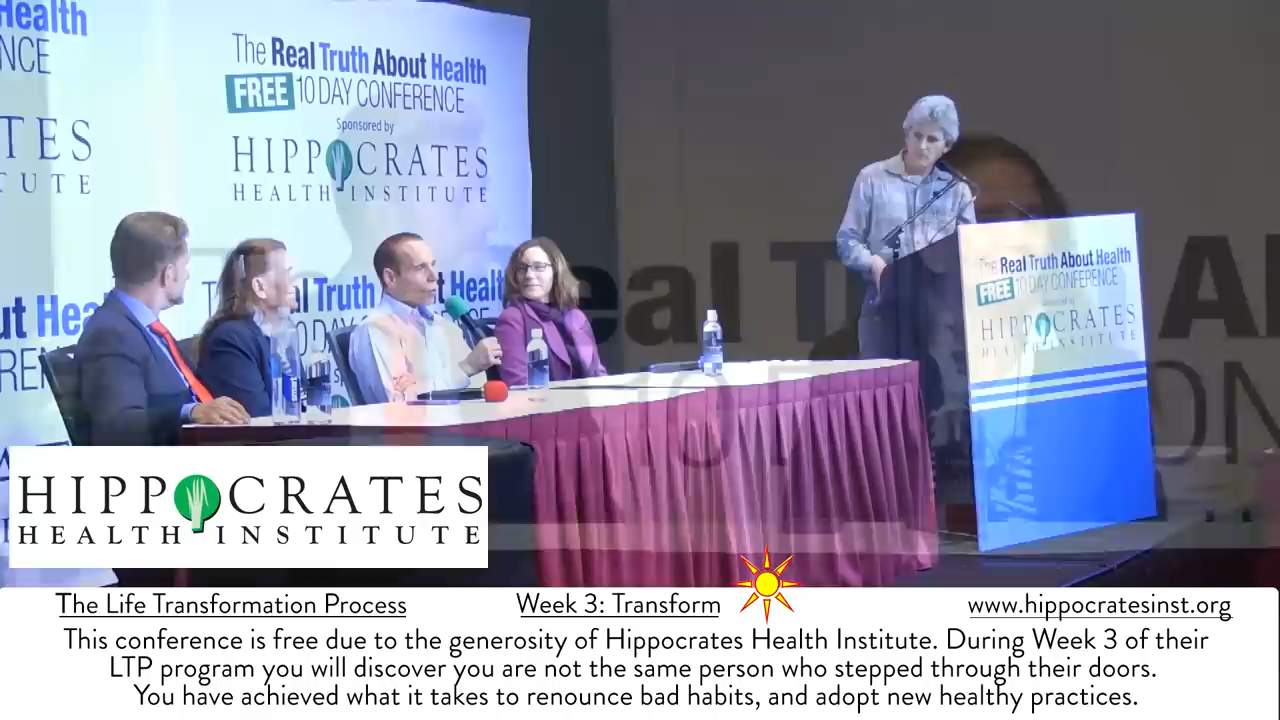 Health
NCE
The Real Truth About Health
FREE 10 DAY CONFERENCE
Sponsored by
HIPPOCRATES
HEALTH INSTITUTE
The Real Truth About Health
FREE 10 DAY CONFERENCE
HIPPOCRATES
HEALTH INSTITUTE
HIPPOCRATES
HEALTH INSTITUTE
The Life Transformation Process
Week 3: Transform
www.hippocratesinst.org
This conference is free due to the generosity of Hippocrates Health Institute. During Week 3 of their
LTP program you will discover you are not the same person who stepped through their doors.
You have achieved what it takes to renounce bad habits, and adopt new healthy practices.